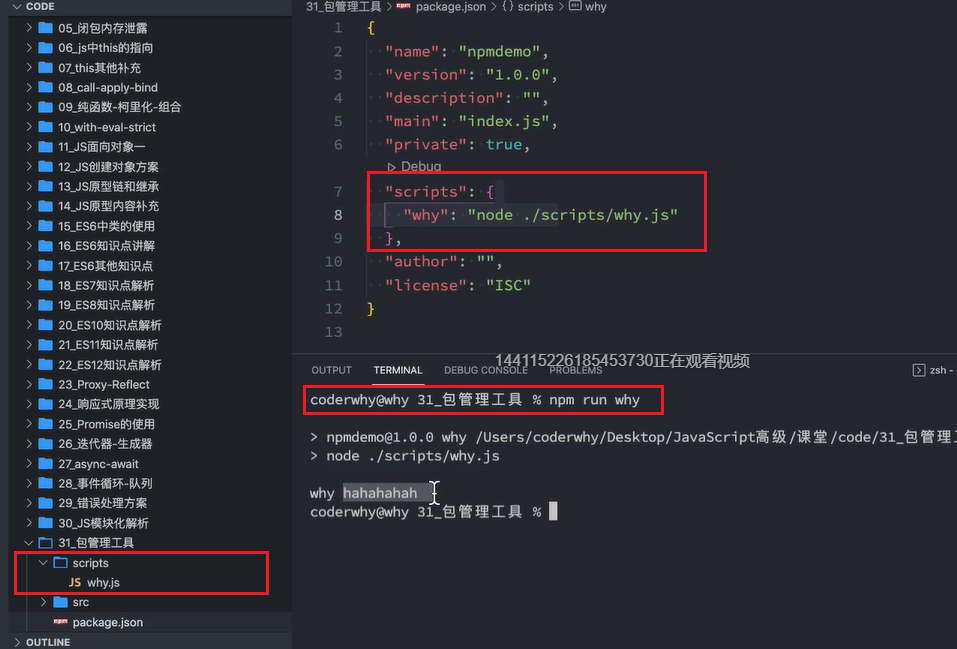 CODE
05_闭包内存泄露
06_js中this的指向
07_this其他补充
08_call-apply-bind
09_纯函数-柯里化-组合
10_with-eval-strict
11_JS面向对象一
12_JS创建对象方案
13_JS原型链和继承
14_JS原型内容补充
15_ES6中类的使用
16_ES6知识点讲解
17_ES6其他知识点
18_ES7知识点解析
19_ES8知识点解析
20_ES10知识点解析
21_ES11知识点解析
22_ES12知识点解析
23_Proxy-Reflect
24_响应式原理实现
25_Promise的使用
26_迭代器-生成器
27_async-await
28_事件循环-队列
29_错误处理方案
30_JS模块化解析
31_包管理工具
scripts
JS why.js
src
npm package.json
OUTLINE
31_包管理工具 > npm package.json > {} scripts > abc why
1 {
2 "name": "npmdemo",
3 "version": "1.0.0",
4 "description": "",
5 "main": "index.js",
6 "private": true,
Debug
7 "scripts": {
8 "why": "node ./scripts/why.js"
9 },
10 "author": "",
11 "license": "ISC"
12 }
13
144115226185453730正在观看视频
OUTPUT TERMINAL DEBUG CONSOLE PROBLEMS zsh -
coderwhy@why 31_包管理工具 % npm run why
> npmdemo@1.0.0 why /Users/coderwhy/Desktop/JavaScript高级/课堂/code/31_包管理
> node ./scripts/why.js
why hahahahah
coderwhy@why 31_包管理工具 %